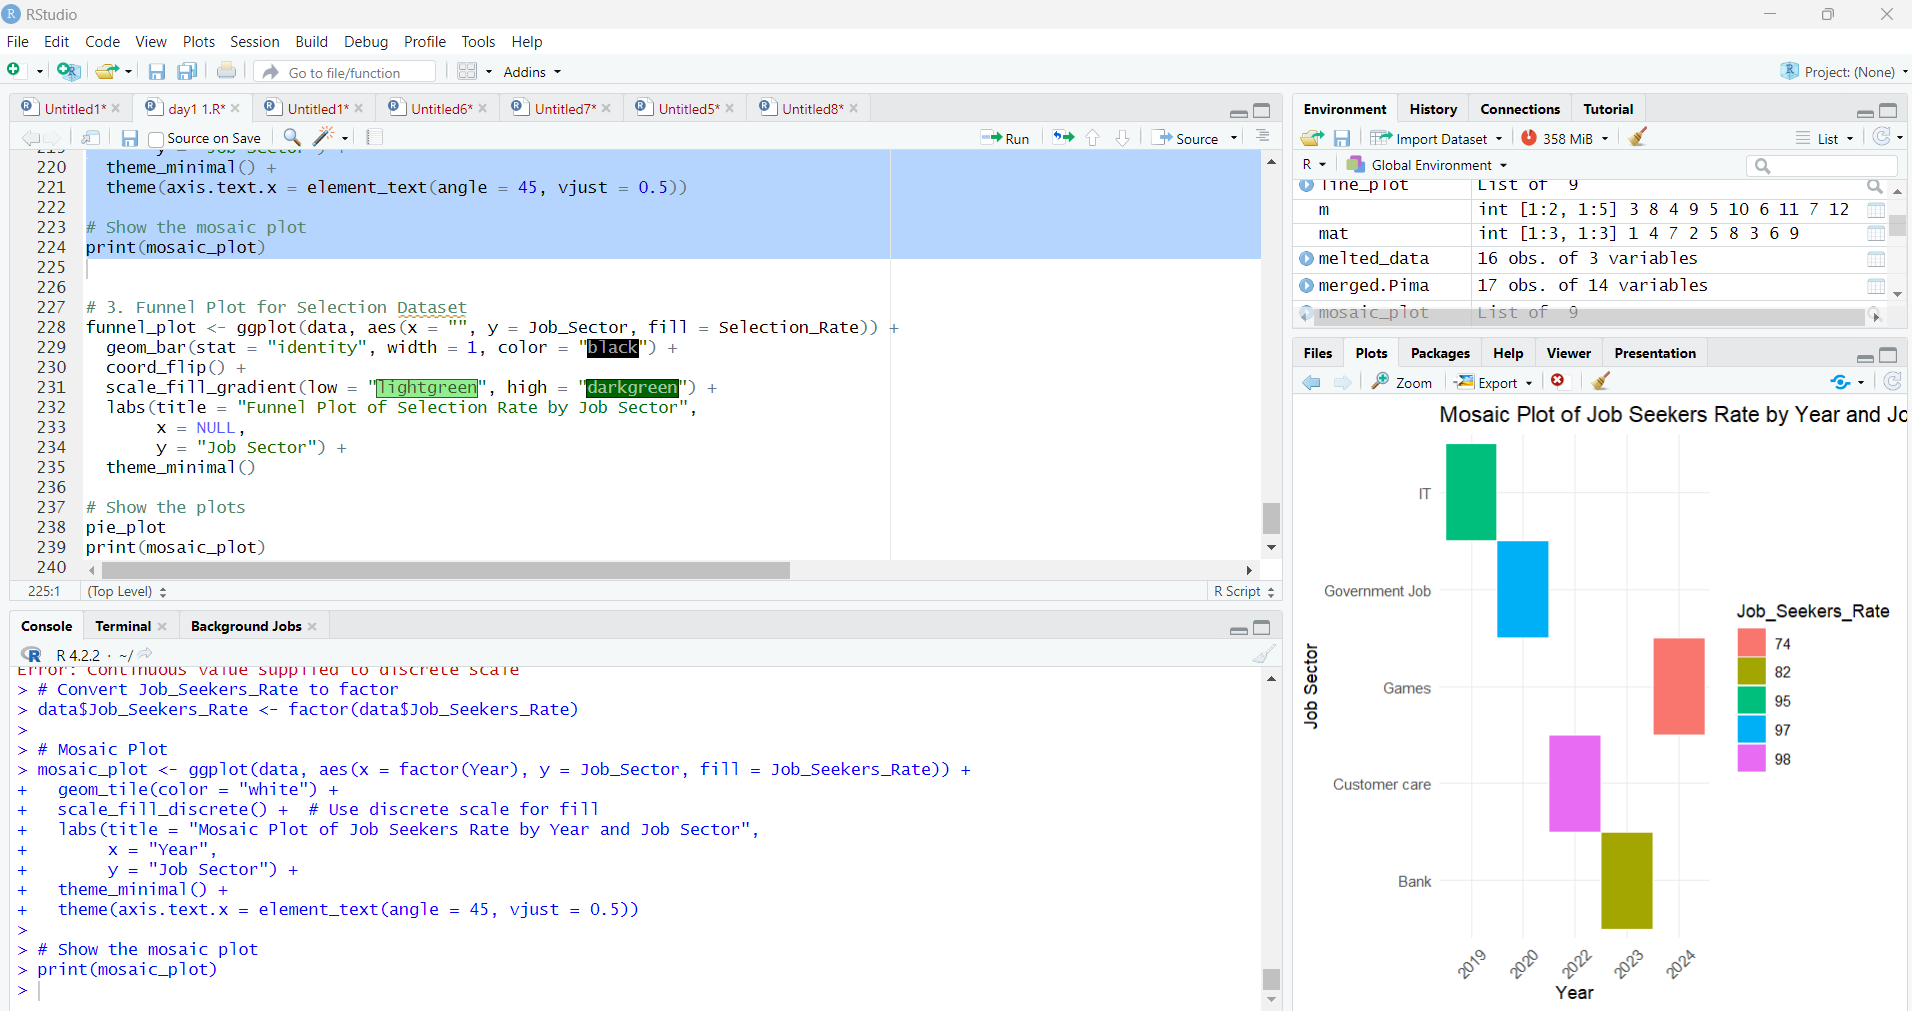 RStudio
File Edit Code View Plots Session Build Debug Profile Tools Help
Go to file/function Addins Project: (None)
Untitled1* day1 1.R* Untitled1* Untitled6* Untitled7* Untitled5* Untitled8*
Source on Save Run Source
220 theme_minimal() +
221 theme(axis.text.x = element_text(angle = 45, vjust = 0.5))
222
223 # Show the mosaic plot
224 print(mosaic_plot)
225
226
227 # 3. Funnel Plot for Selection Dataset
228 funnel_plot <- ggplot(data, aes(x = "", y = Job_Sector, fill = Selection_Rate)) +
229 geom_bar(stat = "identity", width = 1, color = "black") +
230 coord_flip() +
231 scale_fill_gradient(low = "lightgreen", high = "darkgreen") +
232 labs(title = "Funnel Plot of Selection Rate by Job Sector",
233 x = NULL,
234 y = "Job Sector") +
235 theme_minimal()
236
237 # Show the plots
238 pie_plot
239 print(mosaic_plot)
240
225:1 (Top Level) R Script
Console Terminal Background Jobs
R 4.2.2 · ~/
Error: Continuous value supplied to discrete scale
> # Convert Job_Seekers_Rate to factor
> data$Job_Seekers_Rate <- factor(data$Job_Seekers_Rate)
>
> # Mosaic Plot
> mosaic_plot <- ggplot(data, aes(x = factor(Year), y = Job_Sector, fill = Job_Seekers_Rate)) +
+ geom_tile(color = "white") +
+ scale_fill_discrete() + # Use discrete scale for fill
+ labs(title = "Mosaic Plot of Job Seekers Rate by Year and Job Sector",
+ x = "Year",
+ y = "Job Sector") +
+ theme_minimal() +
+ theme(axis.text.x = element_text(angle = 45, vjust = 0.5))
>
> # Show the mosaic plot
> print(mosaic_plot)
>
Environment History Connections Tutorial
Import Dataset 358 MiB List
R Global Environment
line_plot List of 9
m int [1:2, 1:5] 3 8 4 9 5 10 6 11 7 12
mat int [1:3, 1:3] 1 4 7 2 5 8 3 6 9
melted_data 16 obs. of 3 variables
merged.Pima 17 obs. of 14 variables
mosaic_plot List of 9
Files Plots Packages Help Viewer Presentation
Zoom Export
Mosaic Plot of Job Seekers Rate by Year and Jo
IT
Government Job
Games
Customer care
Bank
Job Sector
2019 2020 2022 2023 2024
Year
Job_Seekers_Rate
74
82
95
97
98